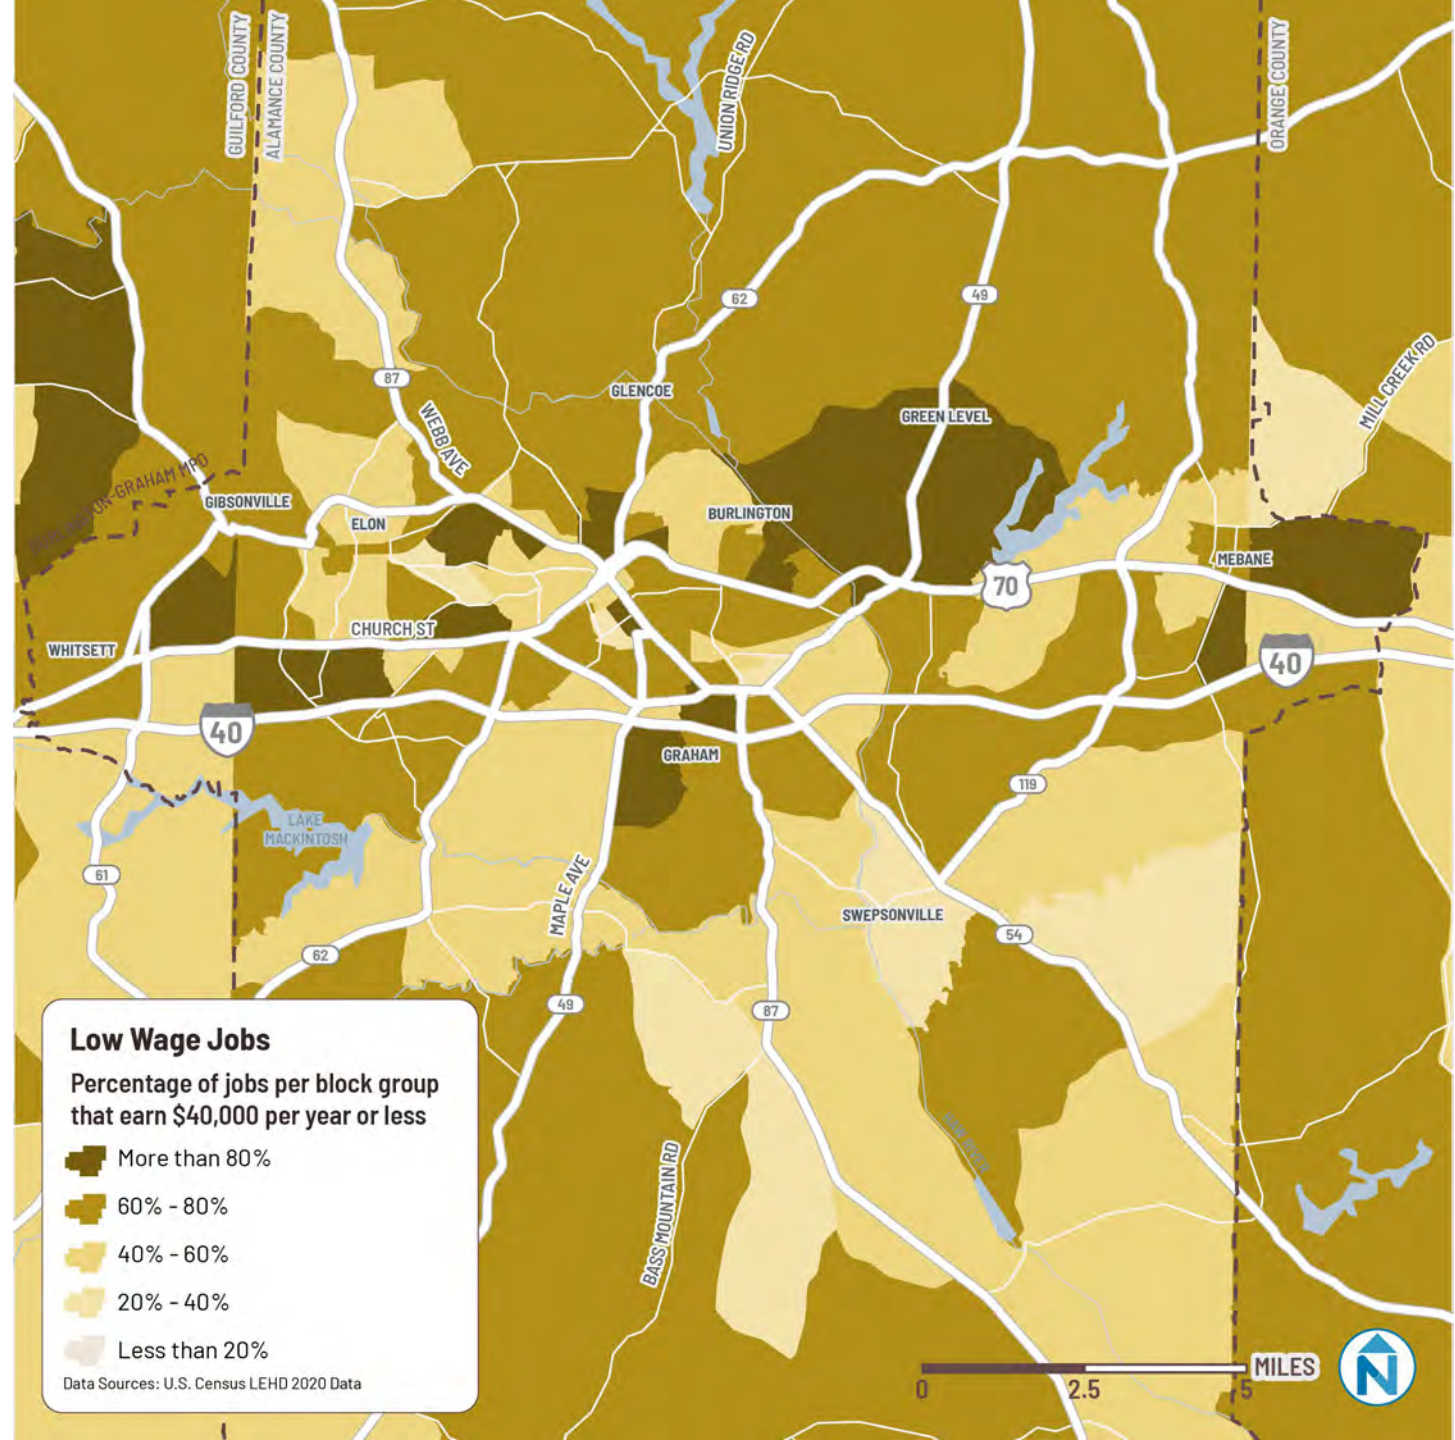 GUILFORD COUNTY
ALAMANCE COUNTY
UNION RIDGE RD
ORANGE COUNTY
62
49
87
MILL CREEK RD
GLENCOE
GREEN LEVEL
WEBB AVE
-GRAHAM MPO
GIBSONVILLE
ELON
BURLINGTON
MEBANE
70
CHURCH ST
WHITSETT
40
40
GRAHAM
119
LAKE
MACKINTOSH
61
MAPLE AVE
SWEPSONVILLE
54
62
49
87
HAW RIVER
BASS MOUNTAIN RD
Low Wage Jobs
Percentage of jobs per block group
that earn $40,000 per year or less
More than 80%
60% - 80%
40% - 60%
20% - 40%
Less than 20%
Data Sources: U.S. Census LEHD 2020 Data
MILES
0 2.5 5
N